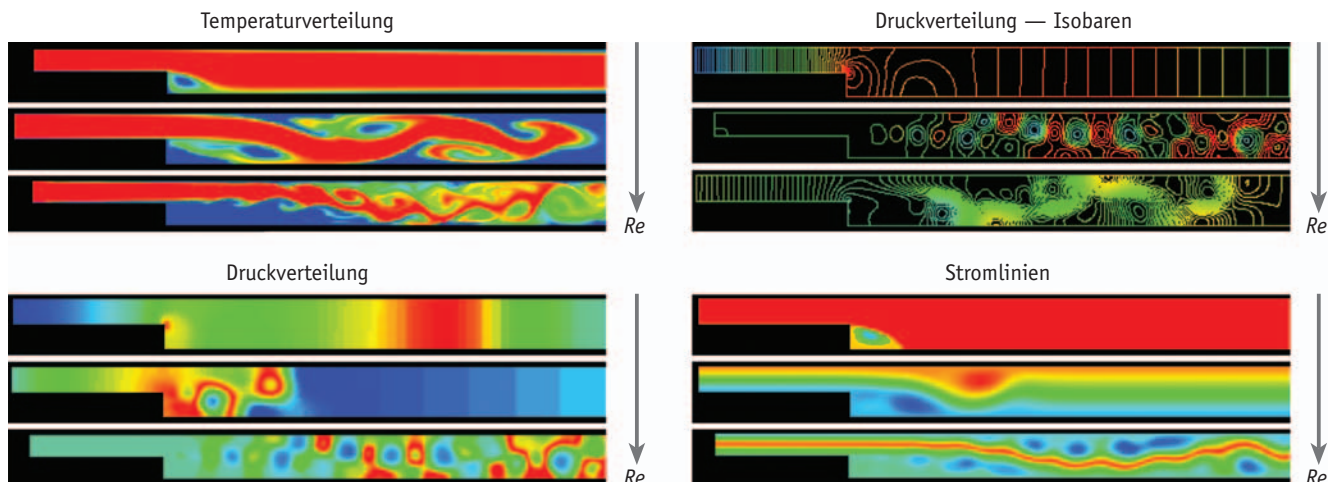 Temperaturverteilung
Druckverteilung — Isobaren
Re
Re
Druckverteilung
Stromlinien
Re
Re